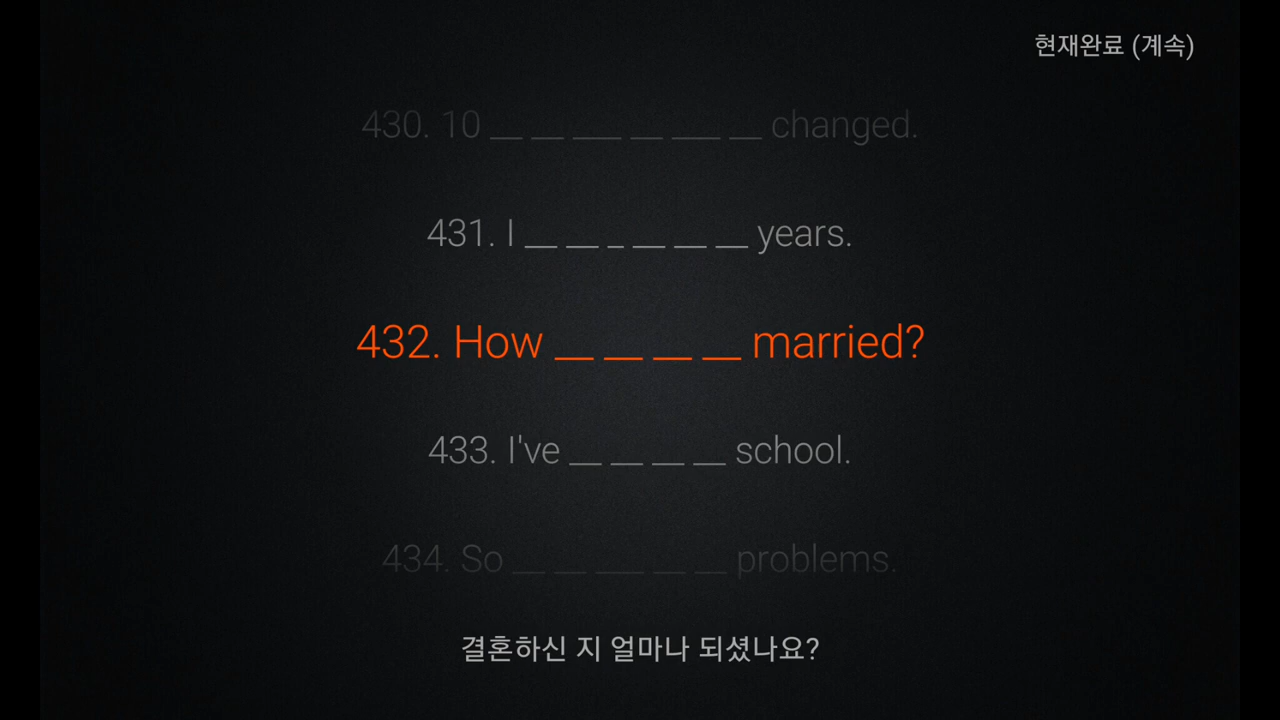 현재완료 (계속)
430. 10 __ __ ___ __ ___ __ changed.
431. I __ __ _ __ __ __ years.
432. How __ __ __ __ married?
433. I've __ __ __ __ school.
434. So __ __ ___ __ __ problems.
결혼하신 지 얼마나 되셨나요?